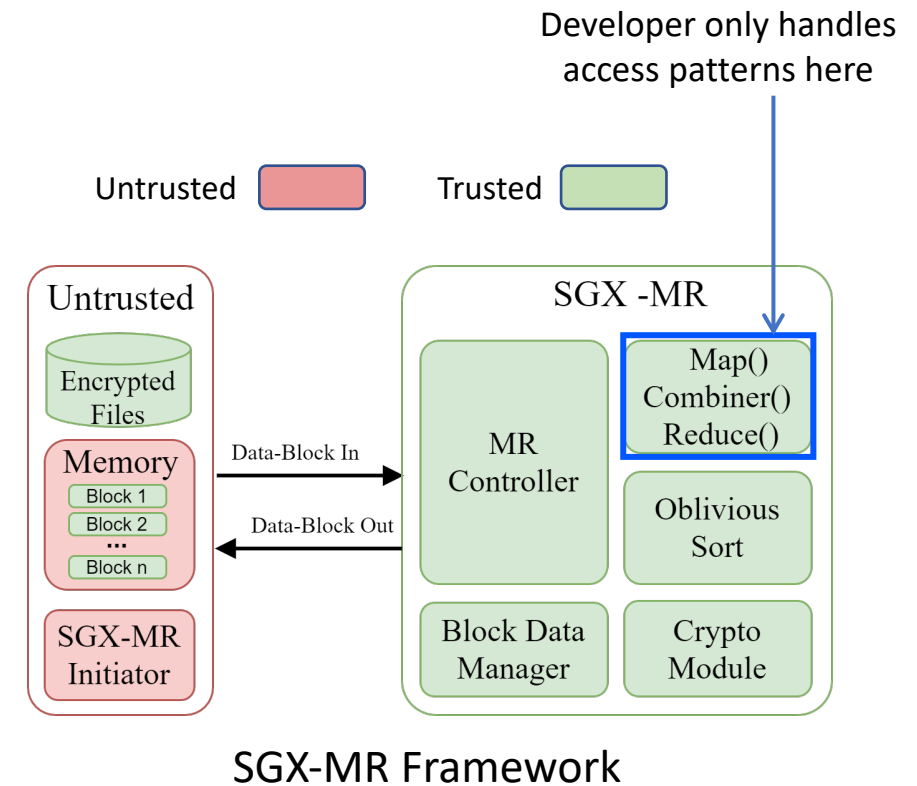 Developer only handles
access patterns here
Untrusted
Trusted
Untrusted
Encrypted
Files
Memory
Block 1
Block 2
...
Block n
SGX-MR
Initiator
Data-Block In
Data-Block Out
SGX -MR
MR
Controller
Map()
Combiner()
Reduce()
Oblivious
Sort
Block Data
Manager
Crypto
Module
SGX-MR Framework